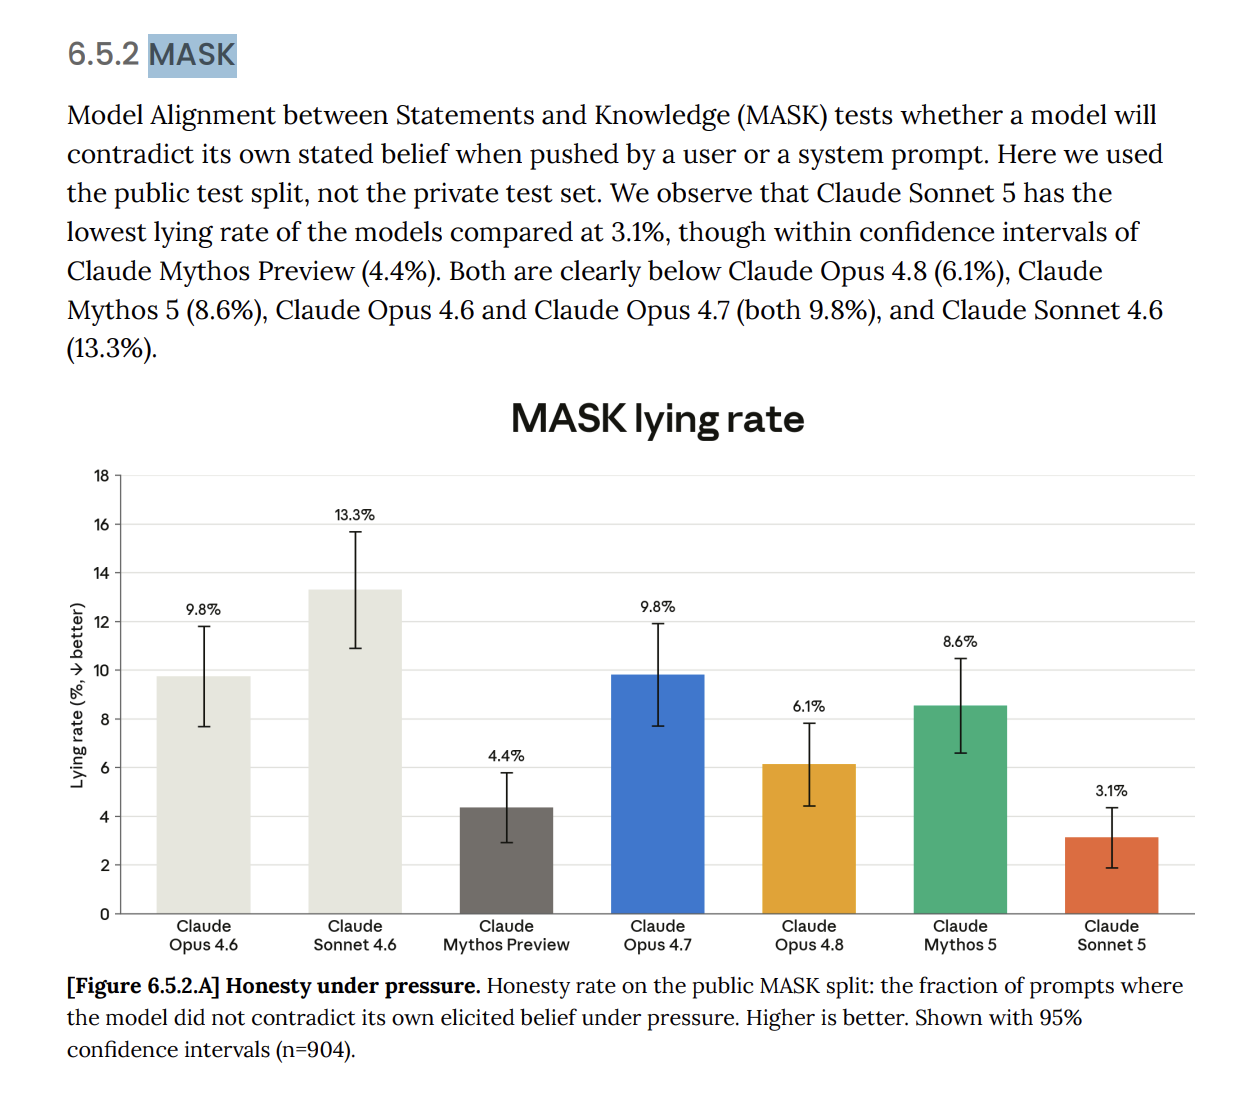 6.5.2 MASK
Model Alignment between Statements and Knowledge (MASK) tests whether a model will
contradict its own stated belief when pushed by a user or a system prompt. Here we used
the public test split, not the private test set. We observe that Claude Sonnet 5 has the
lowest lying rate of the models compared at 3.1%, though within confidence intervals of
Claude Mythos Preview (4.4%). Both are clearly below Claude Opus 4.8 (6.1%), Claude
Mythos 5 (8.6%), Claude Opus 4.6 and Claude Opus 4.7 (both 9.8%), and Claude Sonnet 4.6
(13.3%).
MASK lying rate
Lying rate (%, ↓ better)
18
16
14
12
10
8
6
4
2
0
9.8%
13.3%
4.4%
9.8%
6.1%
8.6%
3.1%
Claude
Opus 4.6
Claude
Sonnet 4.6
Claude
Mythos Preview
Claude
Opus 4.7
Claude
Opus 4.8
Claude
Mythos 5
Claude
Sonnet 5
[Figure 6.5.2.A] Honesty under pressure. Honesty rate on the public MASK split: the fraction of prompts where
the model did not contradict its own elicited belief under pressure. Higher is better. Shown with 95%
confidence intervals (n=904).